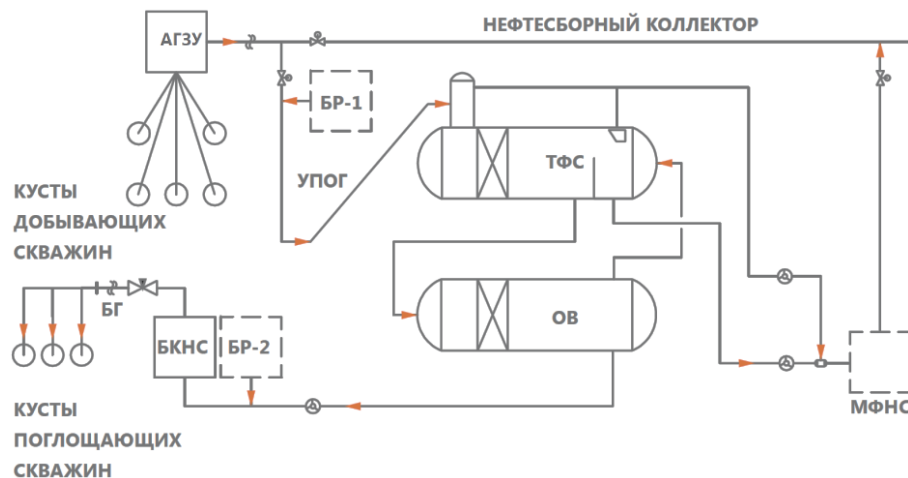 АГЗУ
НЕФТЕСБОРНЫЙ КОЛЛЕКТОР
БР-1
ТФС
УПОГ
КУСТЫ
ДОБЫВАЮЩИХ
СКВАЖИН
БГ
ОВ
БКНС
БР-2
МФНС
КУСТЫ
ПОГЛОЩАЮЩИХ
СКВАЖИН